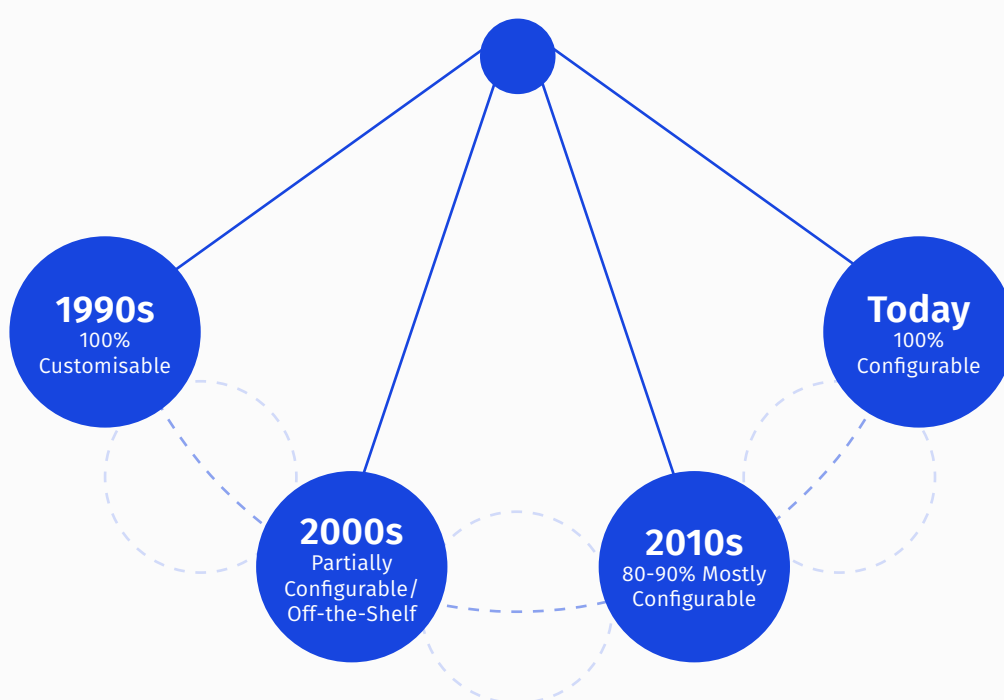 1990s
100%
Customisable
2000s
Partially
Configurable/
Off-the-Shelf
2010s
80-90% Mostly
Configurable
Today
100%
Configurable